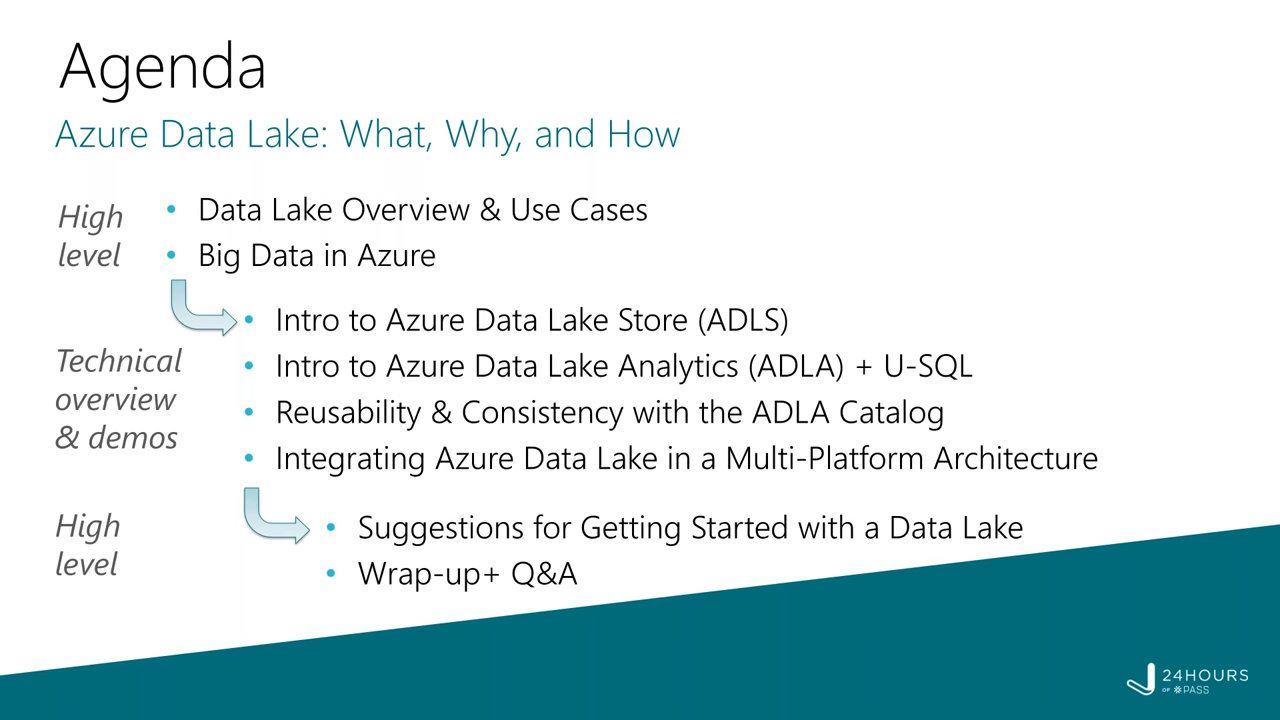 Agenda
Azure Data Lake: What, Why, and How
High
level
• Data Lake Overview & Use Cases
• Big Data in Azure
Technical
overview
& demos
• Intro to Azure Data Lake Store (ADLS)
• Intro to Azure Data Lake Analytics (ADLA) + U-SQL
• Reusability & Consistency with the ADLA Catalog
• Integrating Azure Data Lake in a Multi-Platform Architecture
High
level
• Suggestions for Getting Started with a Data Lake
• Wrap-up+ Q&A
24HOURS
OF PASS